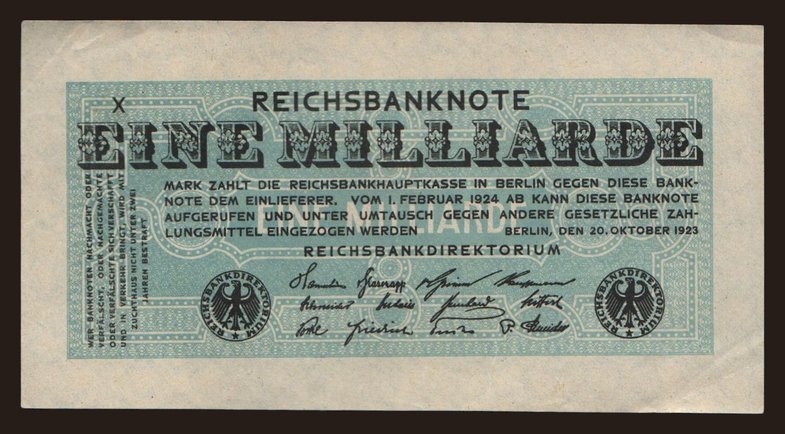 X
REICHSBANKNOTE
EINE MILLIARDE
MARK ZAHLT DIE REICHSBANKHAUPTKASSE IN BERLIN GEGEN DIESE BANK-
NOTE DEM EINLIEFERER. VOM 1. FEBRUAR 1924 AB KANN DIESE BANKNOTE
AUFGERUFEN UND UNTER UMTAUSCH GEGEN ANDERE GESETZLICHE ZAH-
LUNGSMITTEL EINGEZOGEN WERDEN. BERLIN, DEN 20. OKTOBER 1923
REICHSBANKDIREKTORIUM
WER BANKNOTEN NACHMACHT ODER
VERFÄLSCHT, ODER NACHGEMACHTE
ODER VERFÄLSCHTE SICH VERSCHAFFT
UND IN VERKEHR BRINGT, WIRD MIT
ZUCHTHAUS NICHT UNTER ZWEI
JAHREN BESTRAFT
REICHSBANKDIREKTORIUM
REICHSBANKDIREKTORIUM
Friedrich
P. Schneider